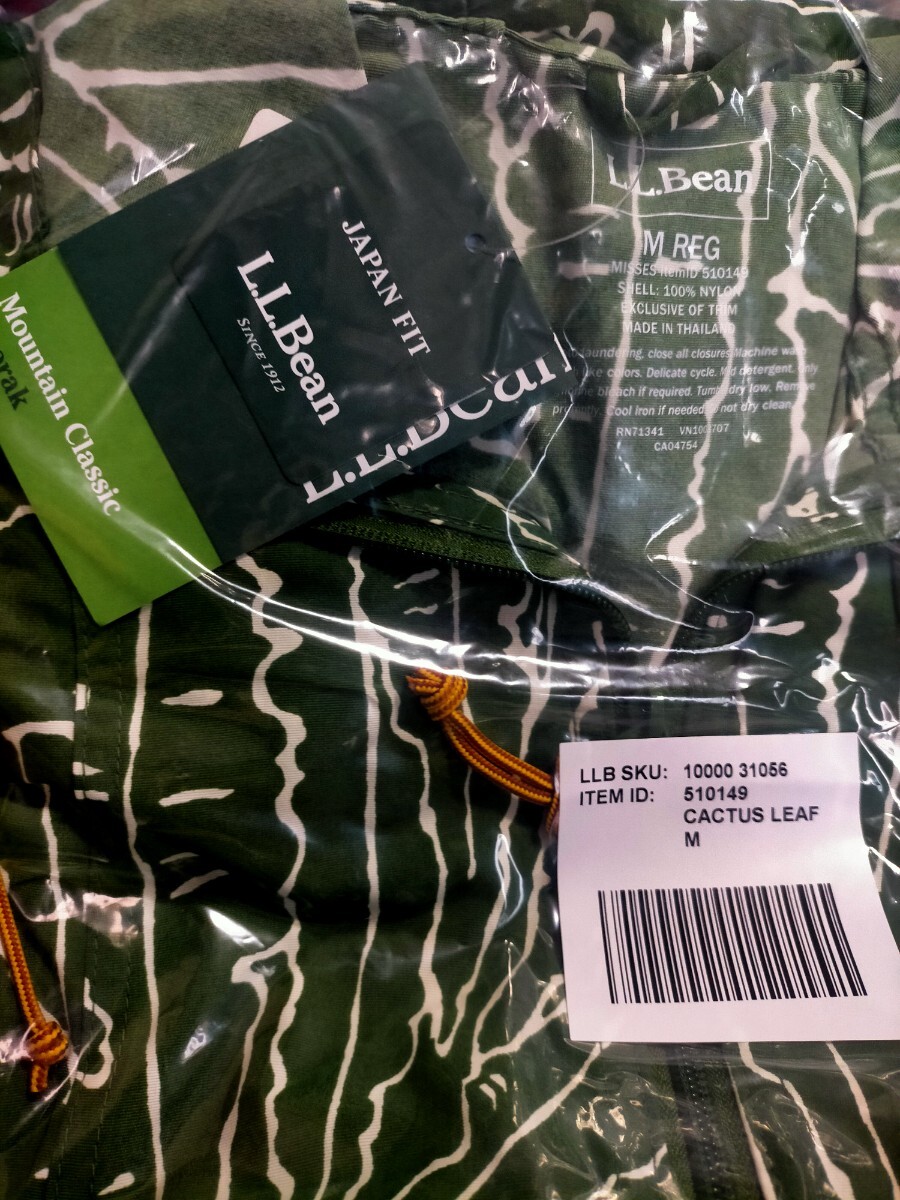 JAPAN FIT
L.L.Bean
SINCE 1912
Mountain Classic
L.L.Bean
L.L.Bean
M REG
MISSES ItemID 510149
SHELL: 100% NYLON
EXCLUSIVE OF TRIM
MADE IN THAILAND
laundering, close all closures. Machine
like colors. Delicate cycle. Mild detergent. Only
bleach if required. Tumble dry low. Remove
Cool iron if needed. Do not dry clean.
RN71341
CA04754
LLB SKU: 10000 31056
ITEM ID: 510149
CACTUS LEAF
M